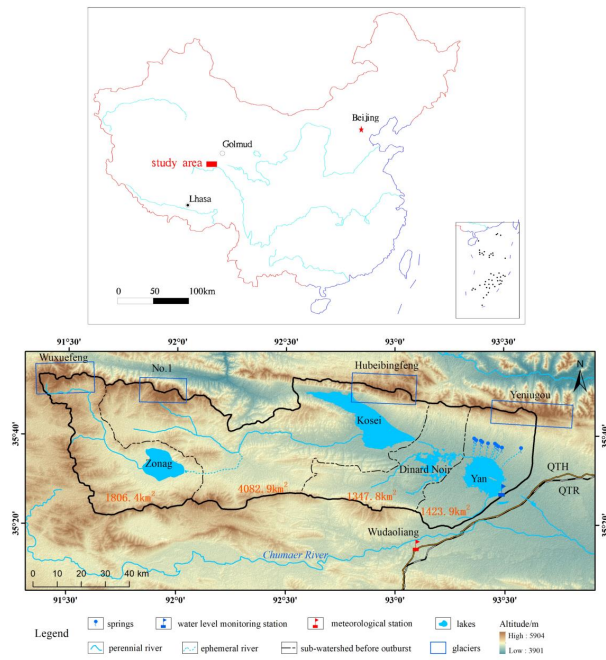 Beijing
Golmud
study area
Lhasa
0 50 100km
91°30' 92°0' 92°30' 93°0' 93°30'
Wuxuefeng
No.1
Hubeibingfeng
N
Yeniugou
35°40'
35°40'
Kosei
Zonag
Dinard Noir
Yan
QTH
QTR
1806.4km²
4082.9km²
1347.8km²
1423.9km²
35°20'
35°20'
Wudaoliang
Chumaer River
0 10 20 30 40 km
91°30' 92°0' 92°30' 93°0' 93°30'
Legend
springs
water level monitoring station
meteorological station
lakes
Altitude/m
High : 5904
Low : 3901
perennial river
ephemeral river
sub-watershed before outburst
glaciers